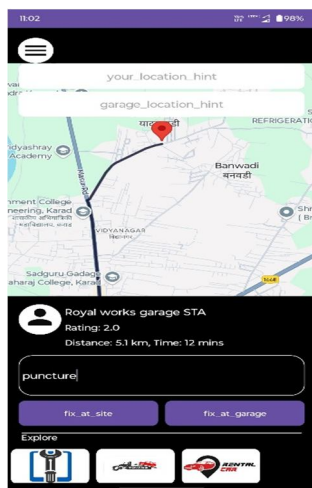 11:02
98%
your_location_hint
garage_location_hint
REFRIGERATI
idyashray
Academy
Banwadi
बनवडी
nment College
neering, Karad
VIDYANAGAR
Sadguru Gadage
aharaj College, Karad
Royal works garage STA
Rating: 2.0
Distance: 5.1 km, Time: 12 mins
puncture
fix_at_site
fix_at_garage
Explore
RENTAL
CAR